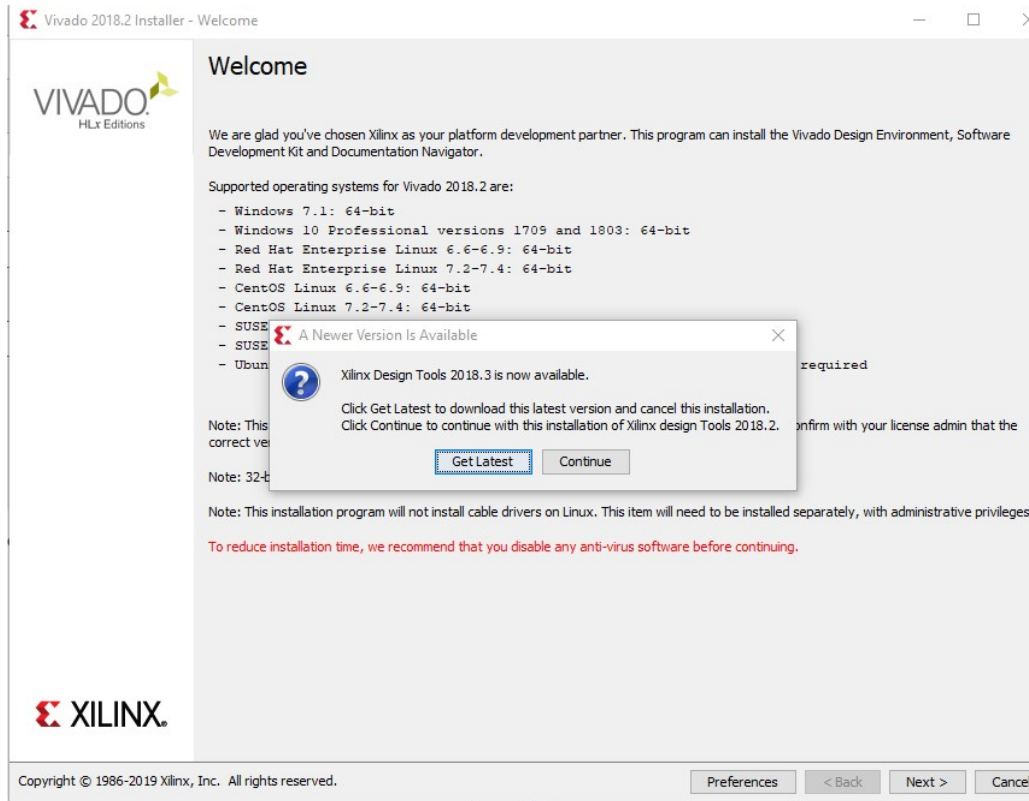 Vivado 2018.2 Installer - Welcome
VIVADO.
HLx Editions
Welcome
We are glad you've chosen Xilinx as your platform development partner. This program can install the Vivado Design Environment, Software
Development Kit and Documentation Navigator.
Supported operating systems for Vivado 2018.2 are:
- Windows 7.1: 64-bit
- Windows 10 Professional versions 1709 and 1803: 64-bit
- Red Hat Enterprise Linux 6.6-6.9: 64-bit
- Red Hat Enterprise Linux 7.2-7.4: 64-bit
- CentOS Linux 6.6-6.9: 64-bit
- CentOS Linux 7.2-7.4: 64-bit
- SUSE
- SUSE
- Ubun
required
A Newer Version Is Available
Xilinx Design Tools 2018.3 is now available.
Click Get Latest to download this latest version and cancel this installation.
Click Continue to continue with this installation of Xilinx design Tools 2018.2.
Get Latest
Continue
Note: This
onfirm with your license admin that the
correct ve
Note: 32-b
Note: This installation program will not install cable drivers on Linux. This item will need to be installed separately, with administrative privileges
To reduce installation time, we recommend that you disable any anti-virus software before continuing.
XILINX.
Copyright © 1986-2019 Xilinx, Inc. All rights reserved.
Preferences
< Back
Next >
Cance